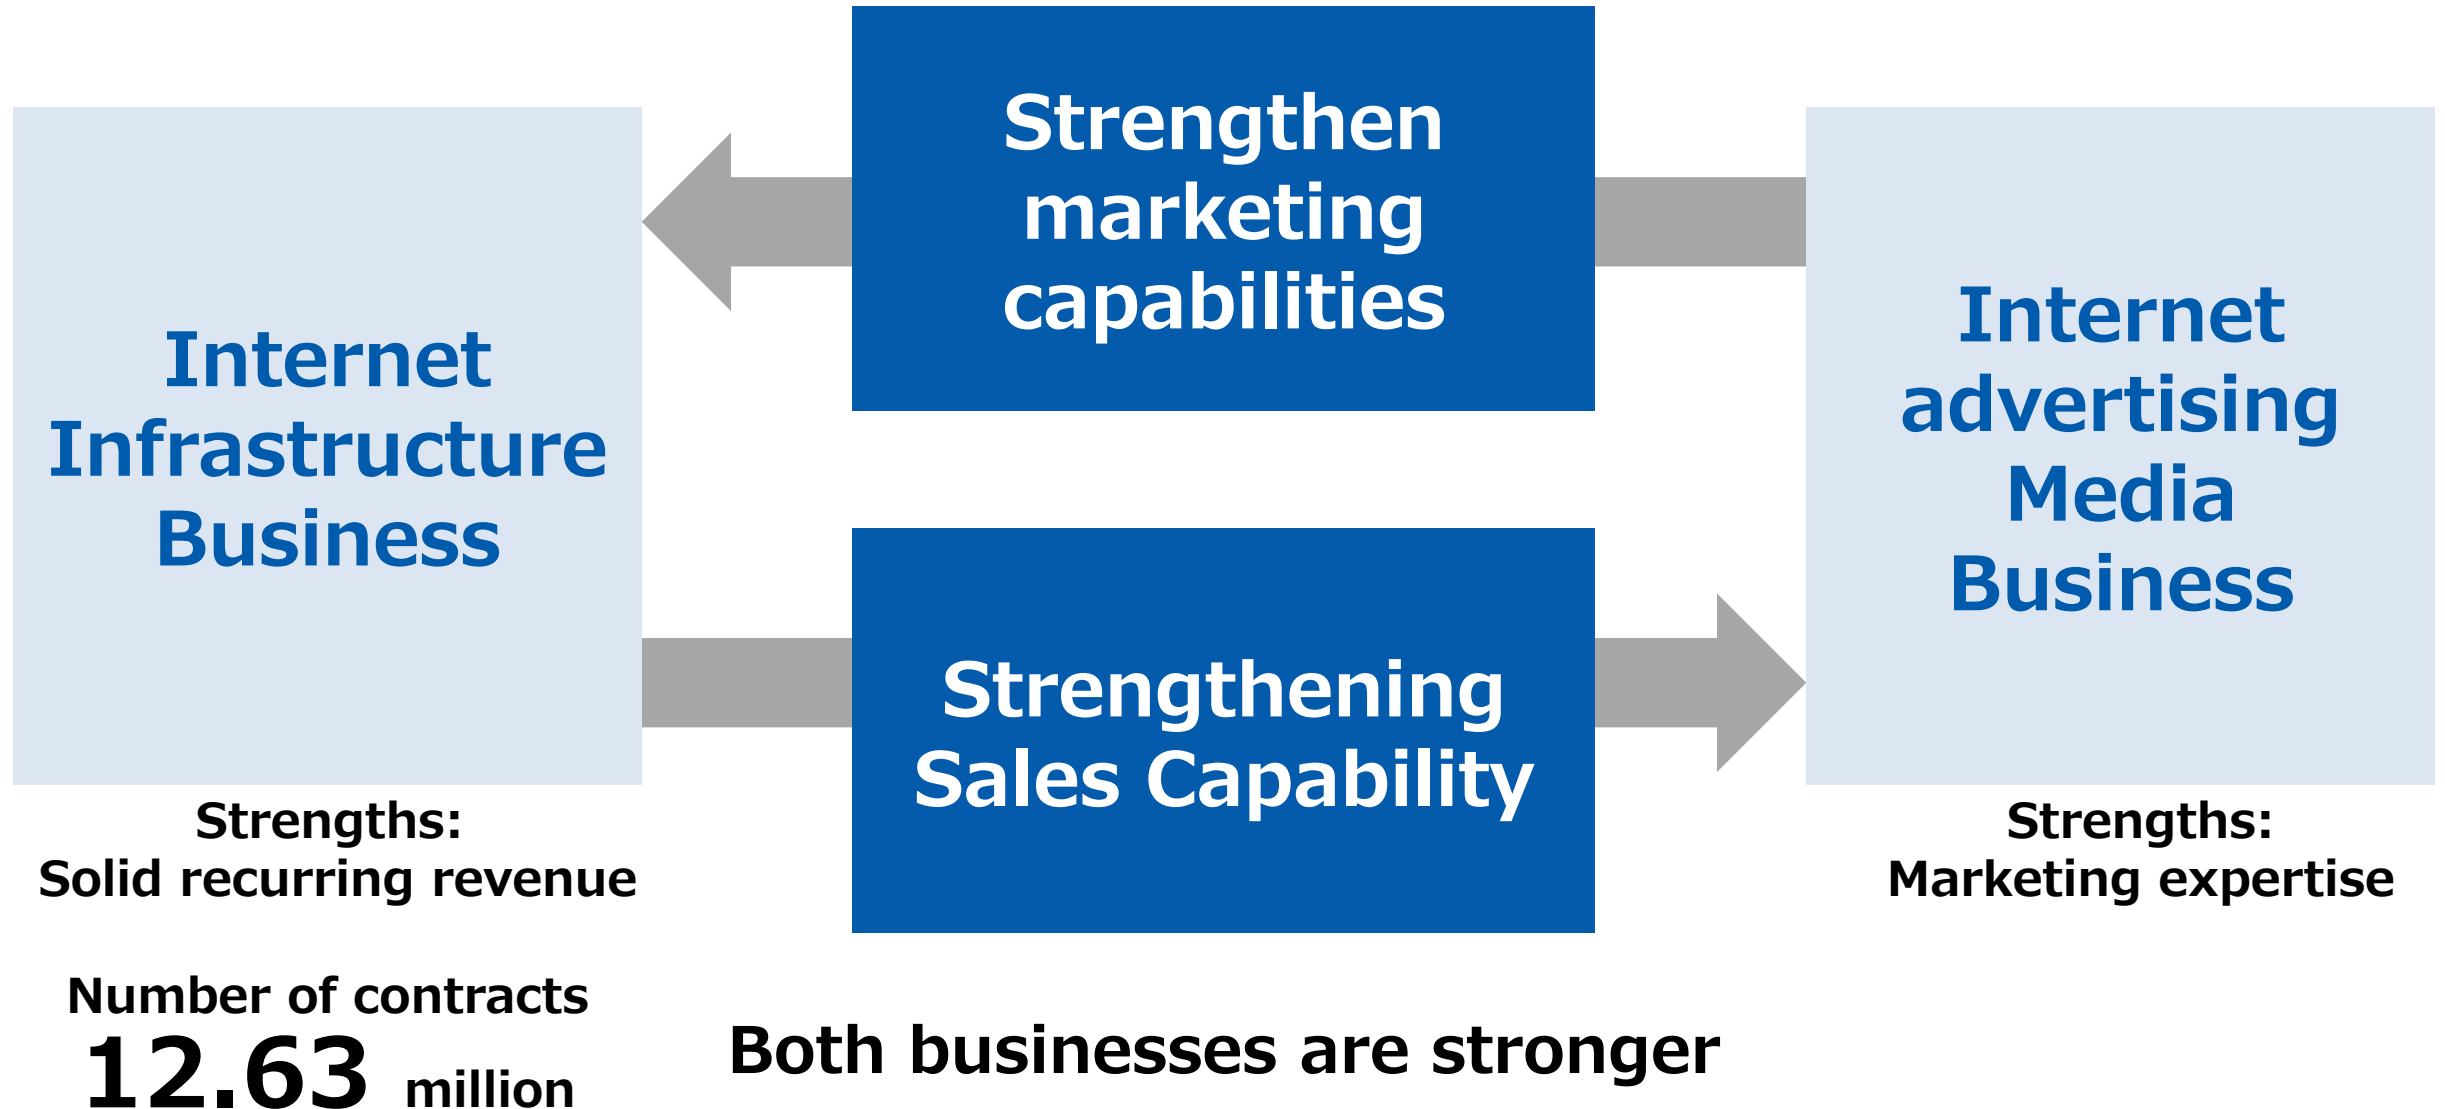 Strengthen
marketing
capabilities
Internet
Infrastructure
Business
Internet
advertising
Media
Business
Strengthening
Sales Capability
Strengths:
Solid recurring revenue
Strengths:
Marketing expertise
Number of contracts
12.63 million
Both businesses are stronger